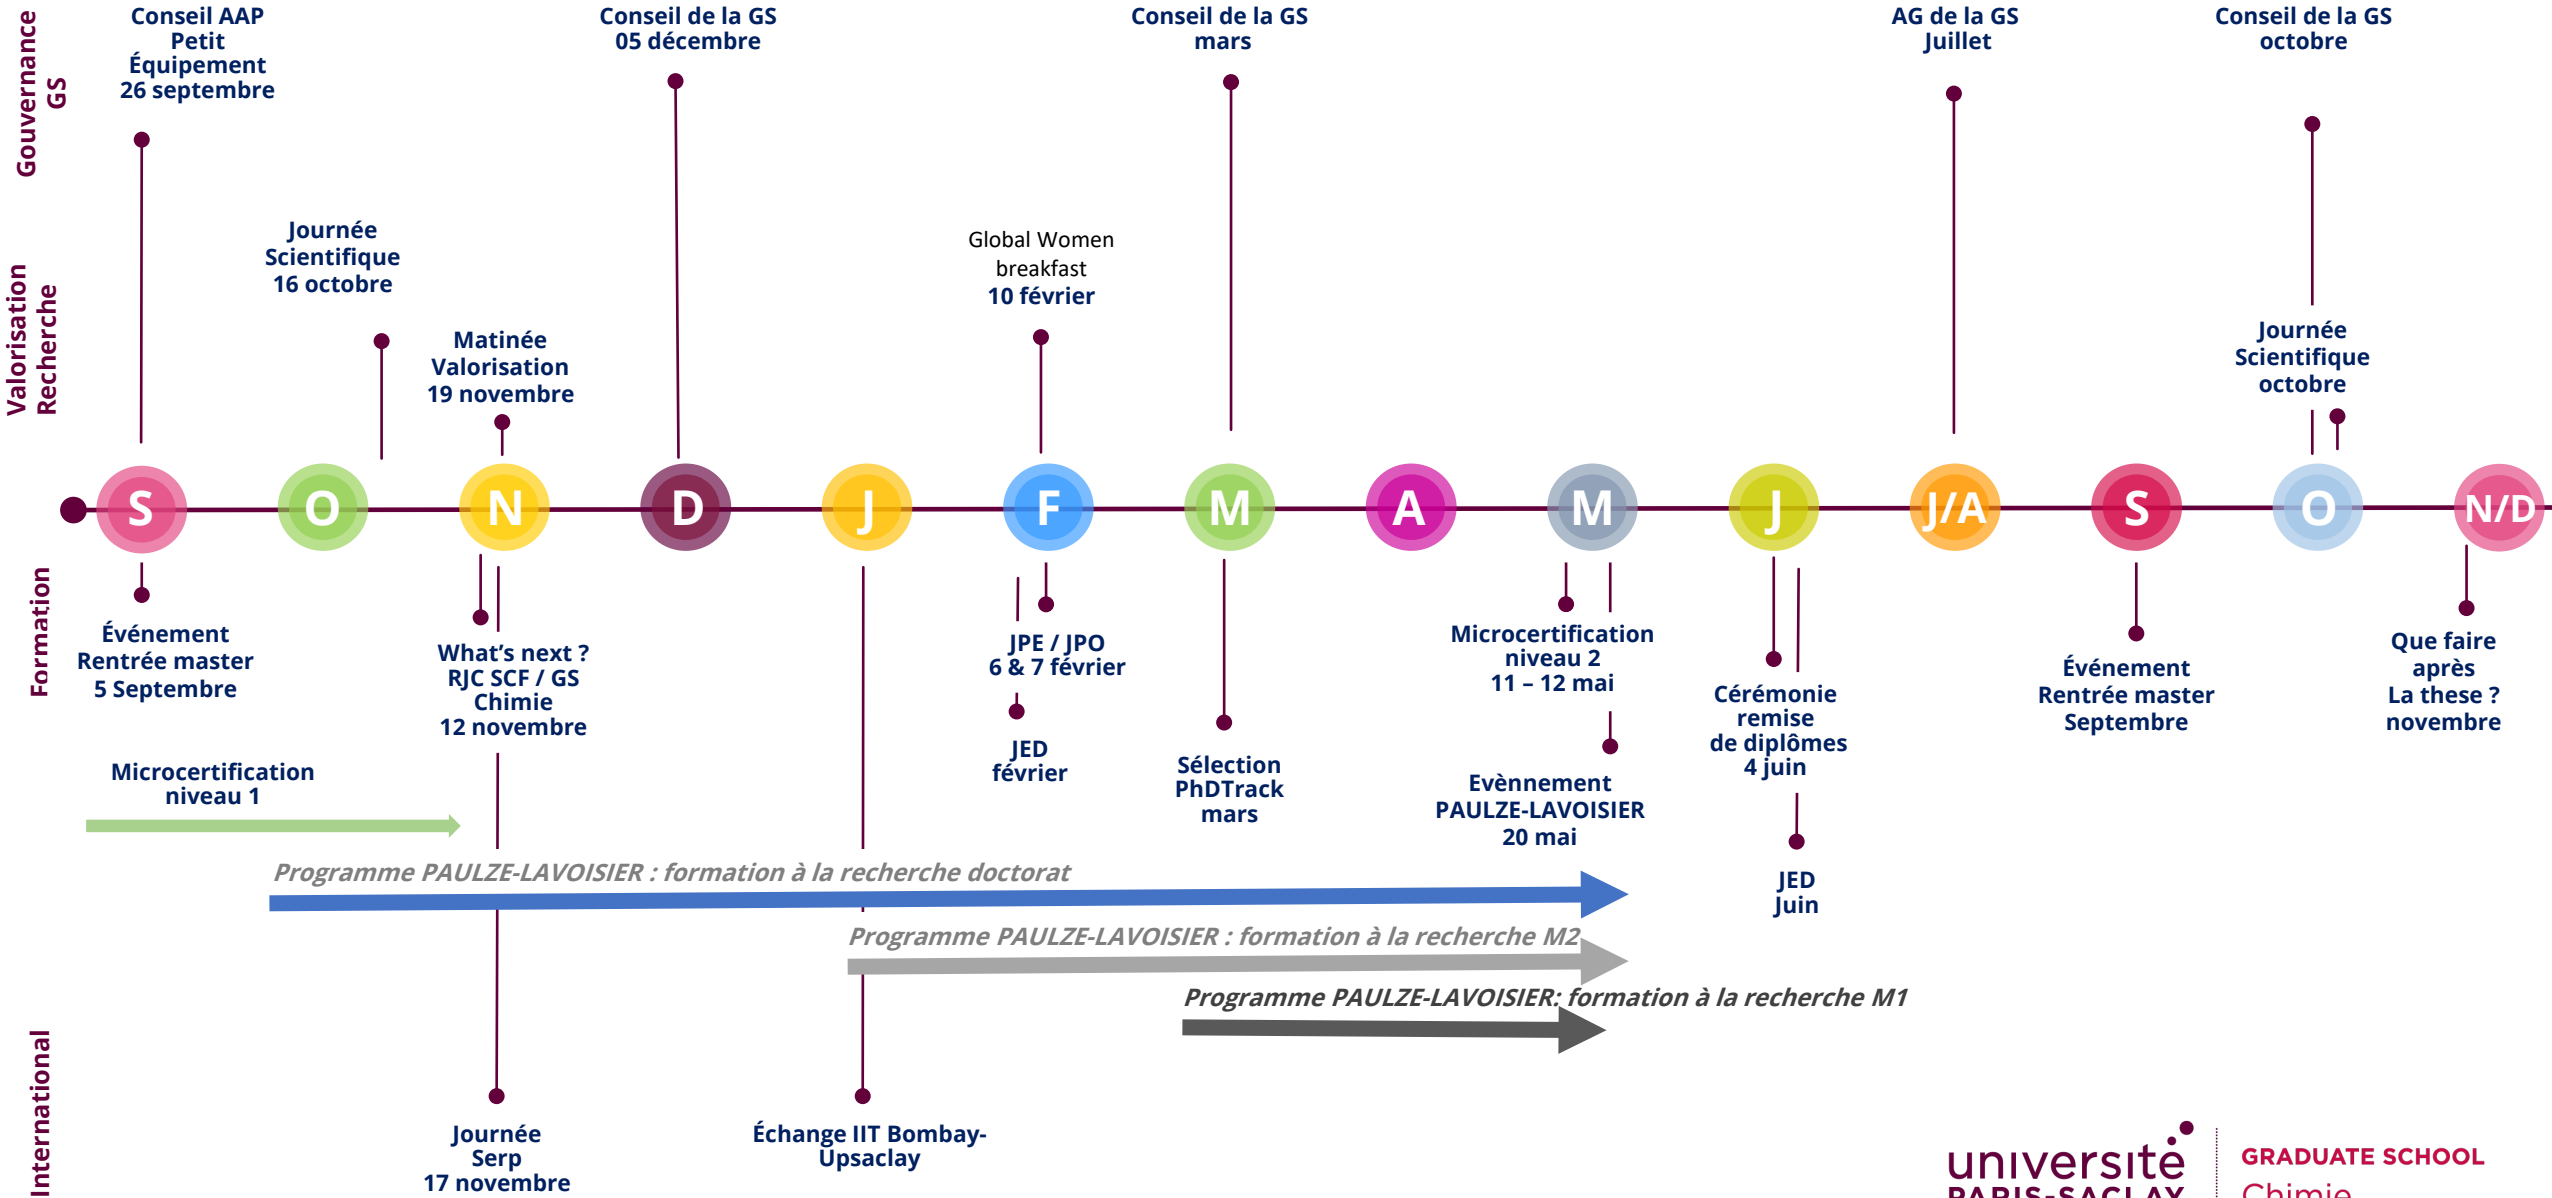 Gouvernance
GS
Conseil AAP
Petit
Équipement
26 septembre
Conseil de la GS
05 décembre
Conseil de la GS
mars
AG de la GS
Juillet
Conseil de la GS
octobre
Valorisation
Recherche
Journée
Scientifique
16 octobre
Matinée
Valorisation
19 novembre
Global Women
breakfast
10 février
Journée
Scientifique
octobre
S
O
N
D
J
F
M
A
M
J
J/A
S
O
N/D
Formation
Événement
Rentrée master
5 Septembre
What’s next ?
RJC SCF / GS
Chimie
12 novembre
JPE / JPO
6 & 7 février
JED
février
Sélection
PhDTrack
mars
Microcertification
niveau 2
11 – 12 mai
Evènnement
PAULZE-LAVOISIER
20 mai
Cérémonie
remise
de diplômes
4 juin
JED
Juin
Événement
Rentrée master
Septembre
Que faire
après
La these ?
novembre
Microcertification
niveau 1
Programme PAULZE-LAVOISIER : formation à la recherche doctorat
Programme PAULZE-LAVOISIER : formation à la recherche M2
Programme PAULZE-LAVOISIER: formation à la recherche M1
International
Journée
Serp
17 novembre
Échange IIT Bombay-
Upsaclay
université
PARIS-SACLAY
GRADUATE SCHOOL
Chimie